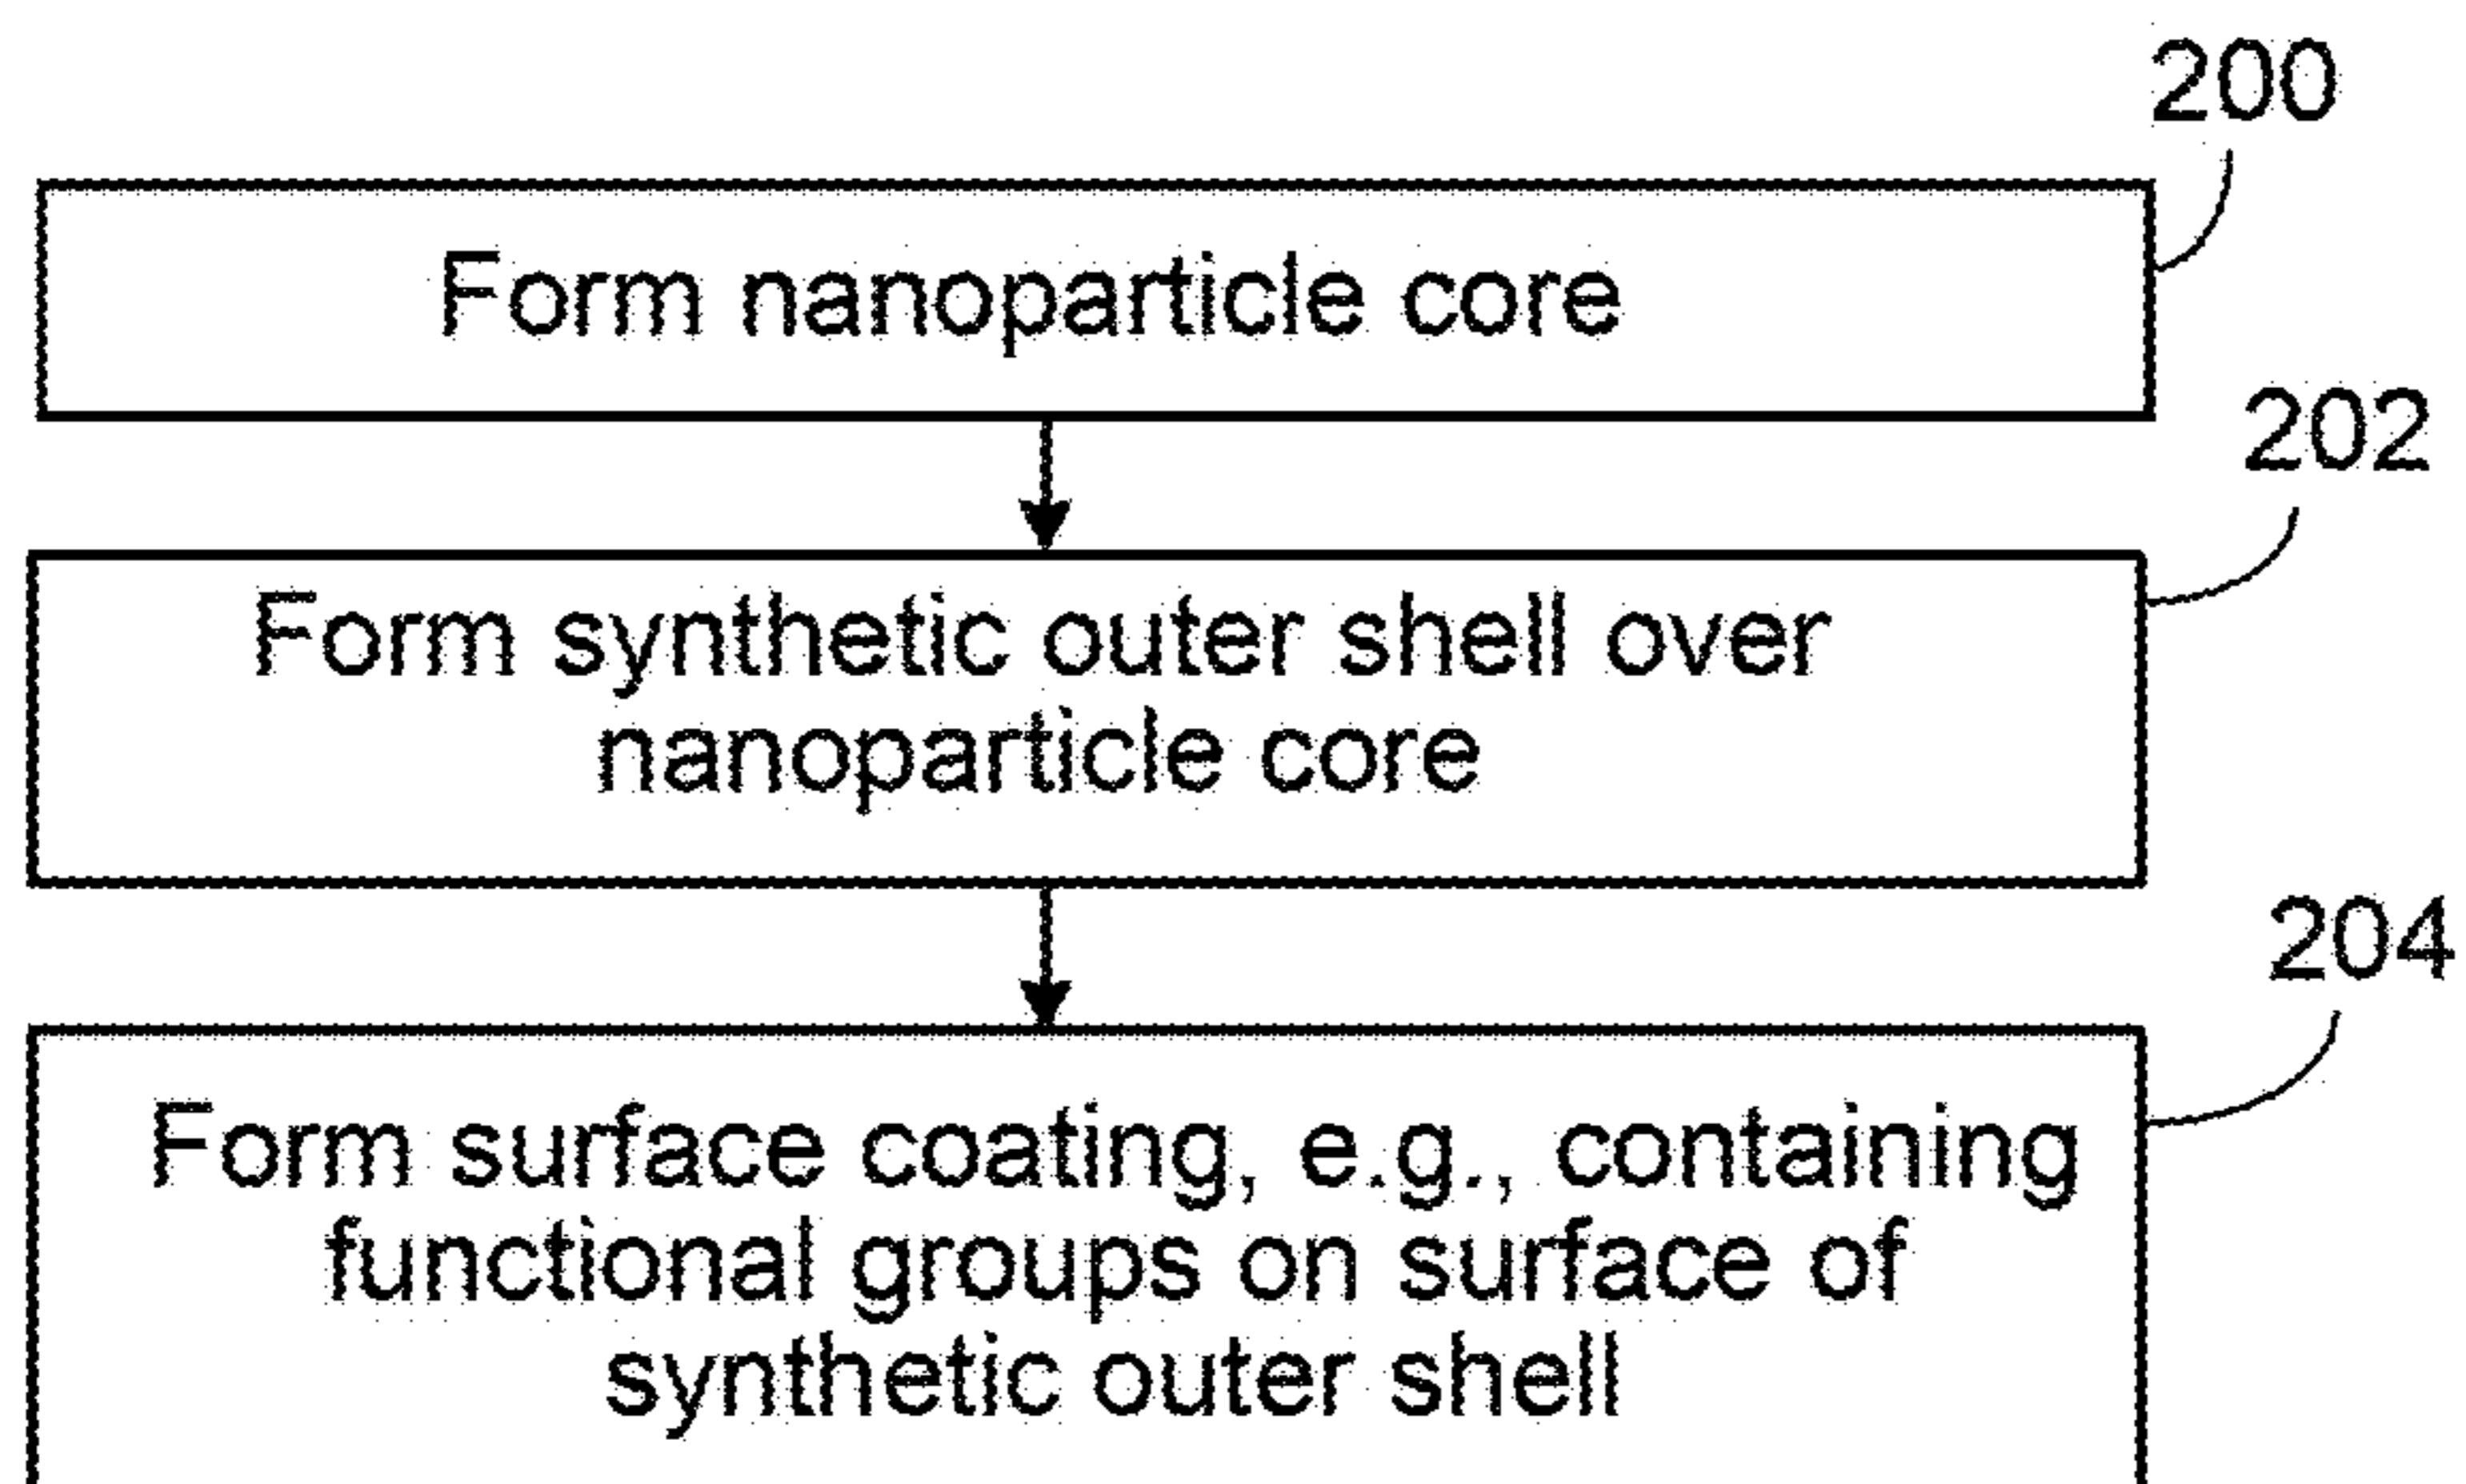 200
Form nanoparticle core
202
Form synthetic outer shell over
nanoparticle core
204
Form surface coating, e.g., containing
functional groups on surface of
synthetic outer shell